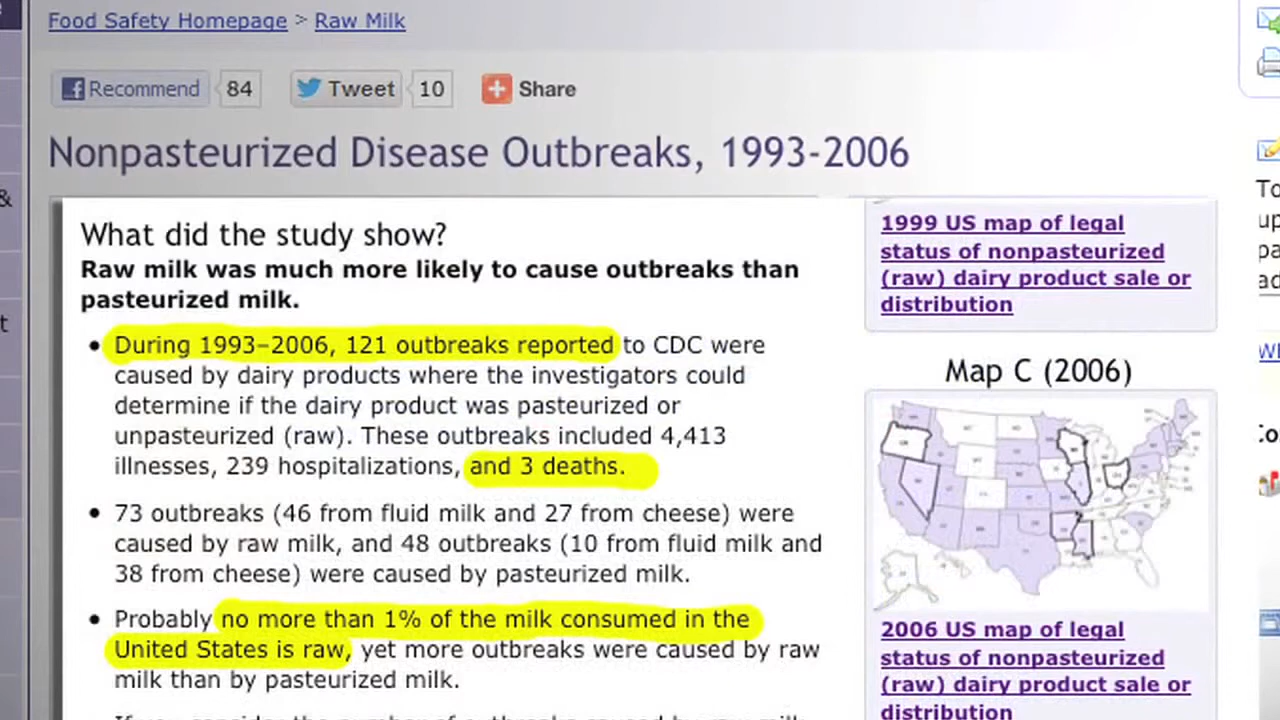 Food Safety Homepage > Raw Milk
Recommend 84 Tweet 10 Share
Nonpasteurized Disease Outbreaks, 1993-2006
What did the study show?
Raw milk was much more likely to cause outbreaks than
pasteurized milk.
• During 1993–2006, 121 outbreaks reported to CDC were
caused by dairy products where the investigators could
determine if the dairy product was pasteurized or
unpasteurized (raw). These outbreaks included 4,413
illnesses, 239 hospitalizations, and 3 deaths.
• 73 outbreaks (46 from fluid milk and 27 from cheese) were
caused by raw milk, and 48 outbreaks (10 from fluid milk and
38 from cheese) were caused by pasteurized milk.
• Probably no more than 1% of the milk consumed in the
United States is raw, yet more outbreaks were caused by raw
milk than by pasteurized milk.
1999 US map of legal
status of nonpasteurized
(raw) dairy product sale or
distribution
Map C (2006)
2006 US map of legal
status of nonpasteurized
(raw) dairy product sale or
distribution
&
t
To
up
pa
ad